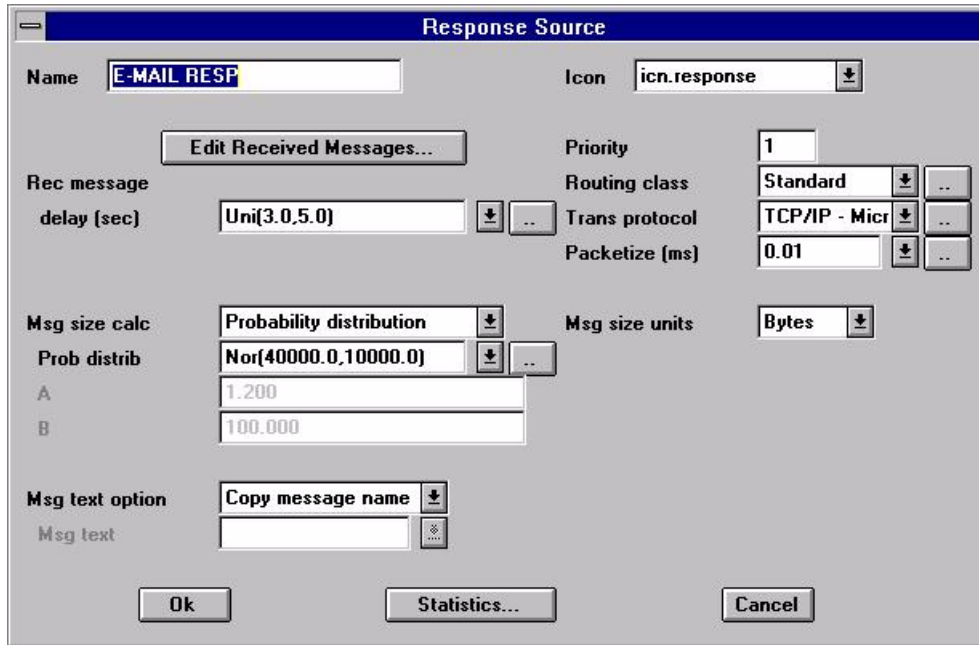 Response Source
Name E-MAIL RESP Icon icn.response
Edit Received Messages... Priority 1
Rec message Routing class Standard ..
delay (sec) Uni(3.0,5.0) .. Trans protocol TCP/IP - Micr ..
Packetize (ms) 0.01 ..
Msg size calc Probability distribution Msg size units Bytes
Prob distrib Nor(40000.0,10000.0) ..
A 1.200
B 100.000
Msg text option Copy message name
Msg text
Ok Statistics... Cancel